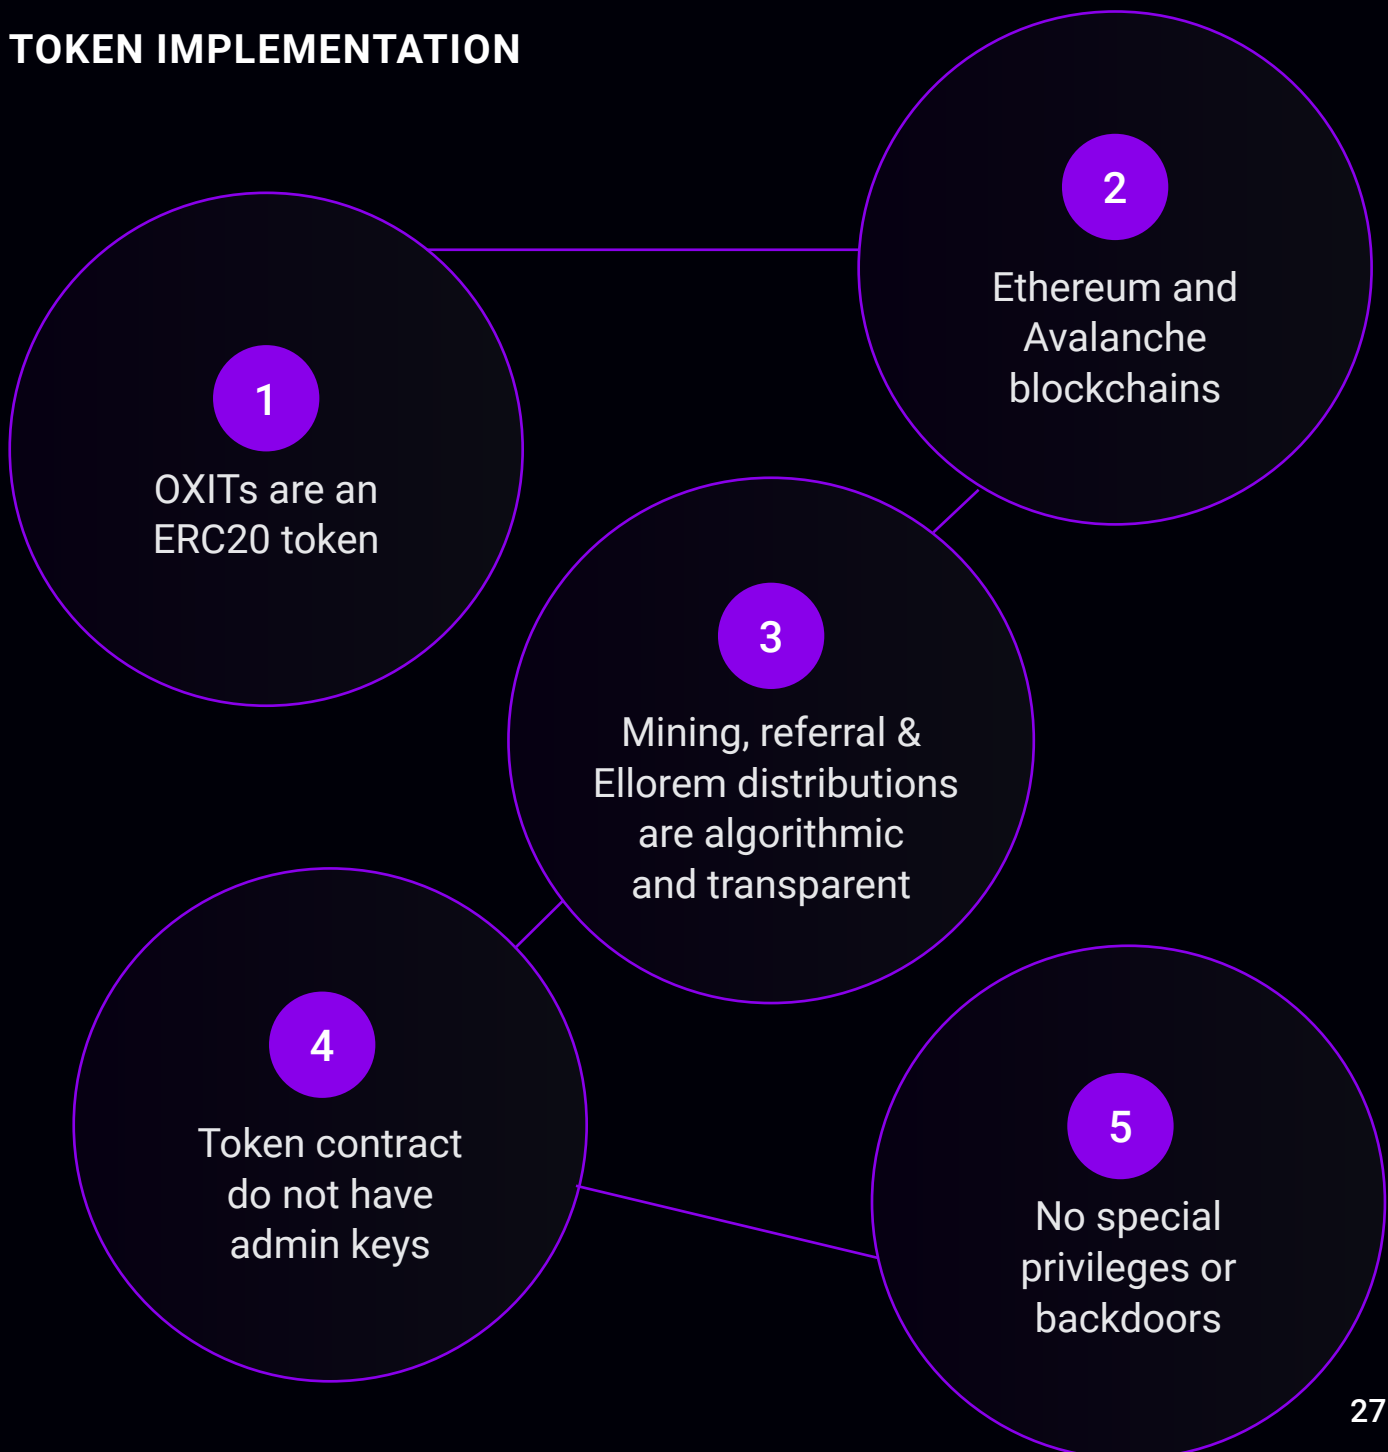 TOKEN IMPLEMENTATION
1
OXITs are an
ERC20 token
2
Ethereum and
Avalanche
blockchains
3
Mining, referral &
Ellorem distributions
are algorithmic
and transparent
4
Token contract
do not have
admin keys
5
No special
privileges or
backdoors
27